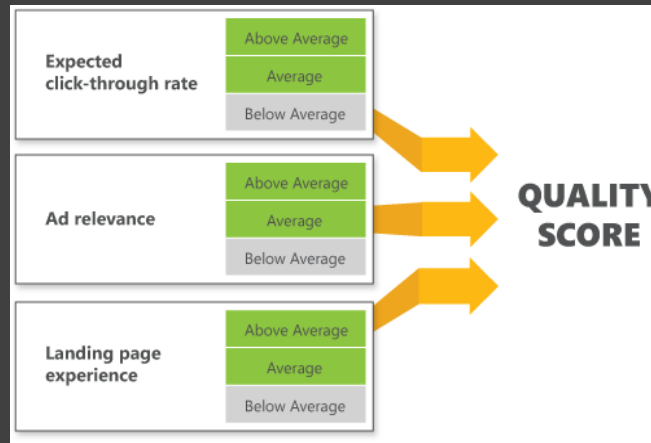 Expected
click-through rate
Above Average
Average
Below Average
Ad relevance
Above Average
Average
Below Average
Landing page
experience
Above Average
Average
Below Average
QUALITY
SCORE